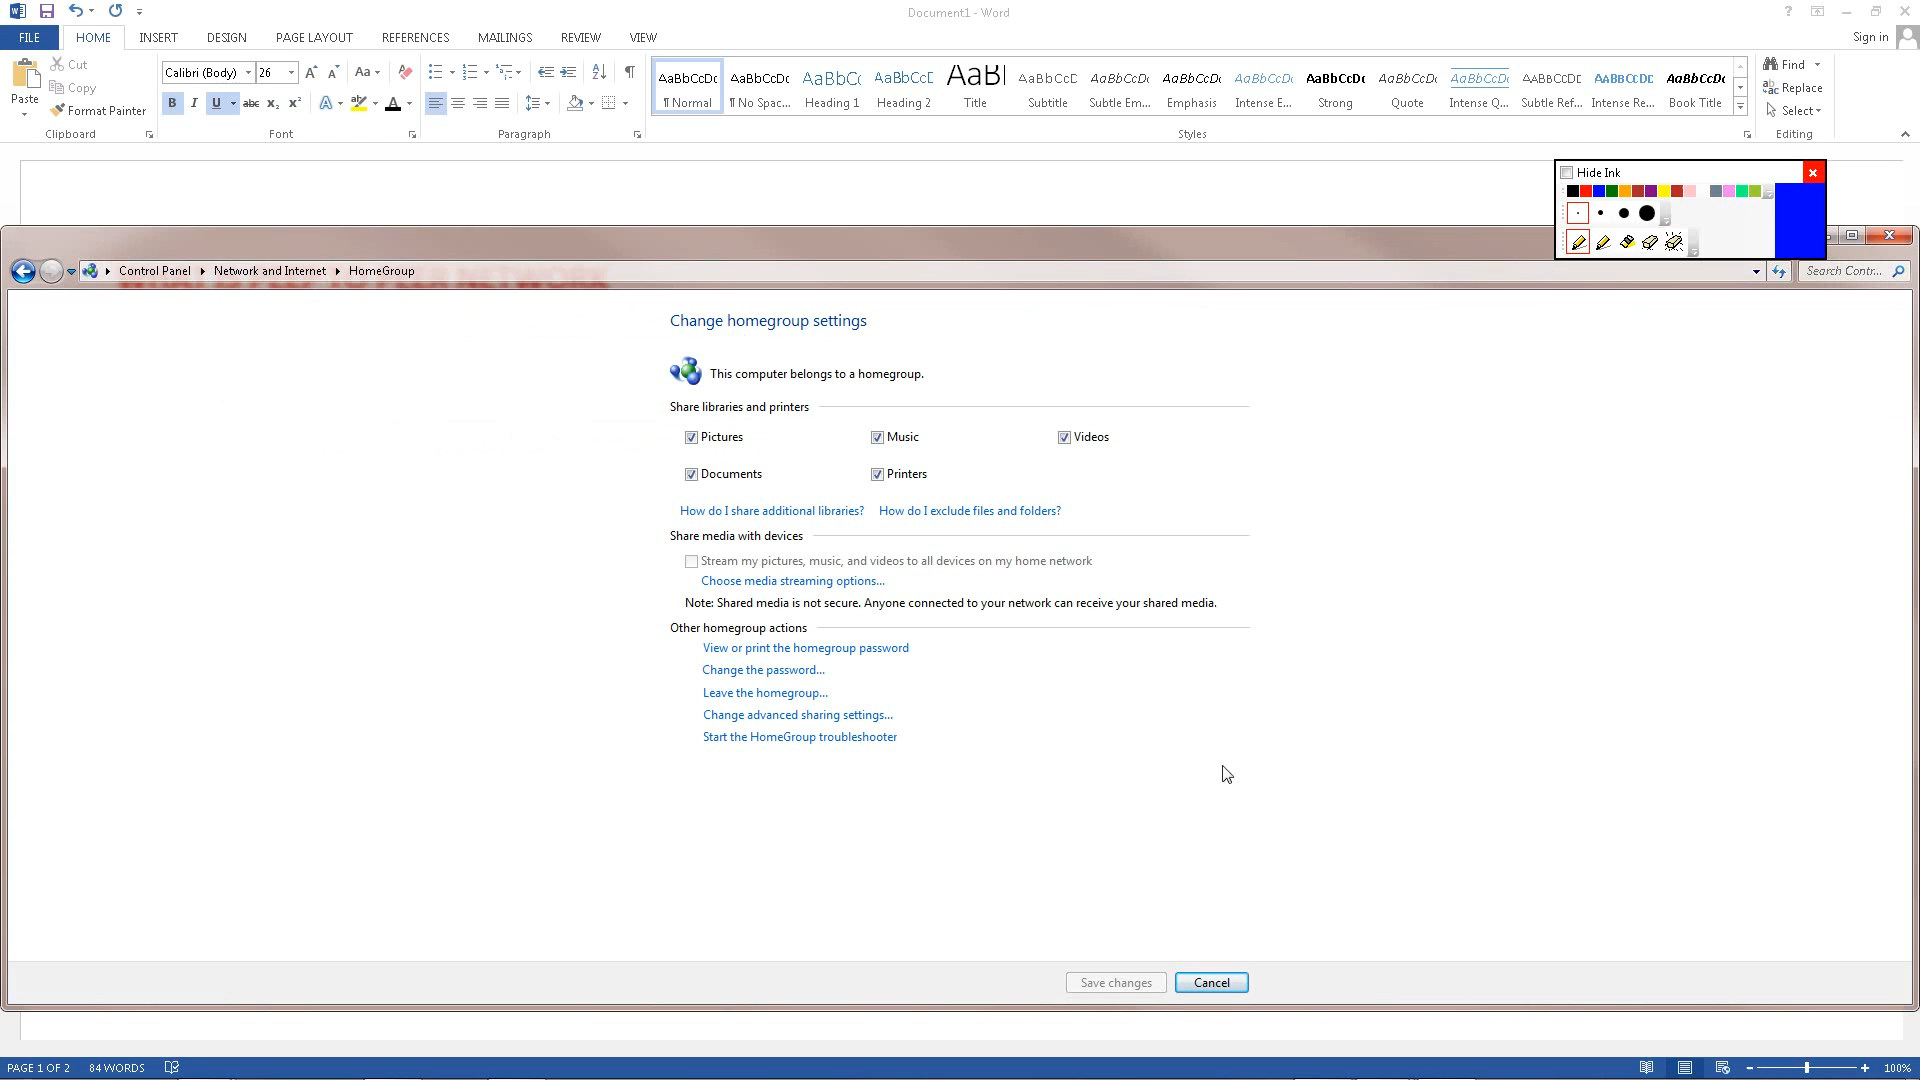 Document1 - Word
FILE HOME INSERT DESIGN PAGE LAYOUT REFERENCES MAILINGS REVIEW VIEW Sign in
Paste Cut Copy Format Painter
Calibri (Body) 26
AaBbCcDc AaBbCcDc AaBbCc AaBbCcD AaBl AaBbCcD AaBbCcDc AaBbCcDc AaBbCcDc AaBbCcDc AaBbCcDc AaBbCcDc AABBCCDE AABBCCDE AaBbCcDc
¶ Normal ¶ No Spac... Heading 1 Heading 2 Title Subtitle Subtle Em... Emphasis Intense E... Strong Quote Intense Q... Subtle Ref... Intense Re... Book Title
Find
Replace
Select
Clipboard Font Paragraph Styles Editing
Hide Ink
Control Panel Network and Internet HomeGroup Search Contr...
Change homegroup settings
This computer belongs to a homegroup.
Share libraries and printers
Pictures Music Videos
Documents Printers
How do I share additional libraries? How do I exclude files and folders?
Share media with devices
Stream my pictures, music, and videos to all devices on my home network
Choose media streaming options...
Note: Shared media is not secure. Anyone connected to your network can receive your shared media.
Other homegroup actions
View or print the homegroup password
Change the password...
Leave the homegroup...
Change advanced sharing settings...
Start the HomeGroup troubleshooter
Save changes Cancel
PAGE 1 OF 2 84 WORDS 100%